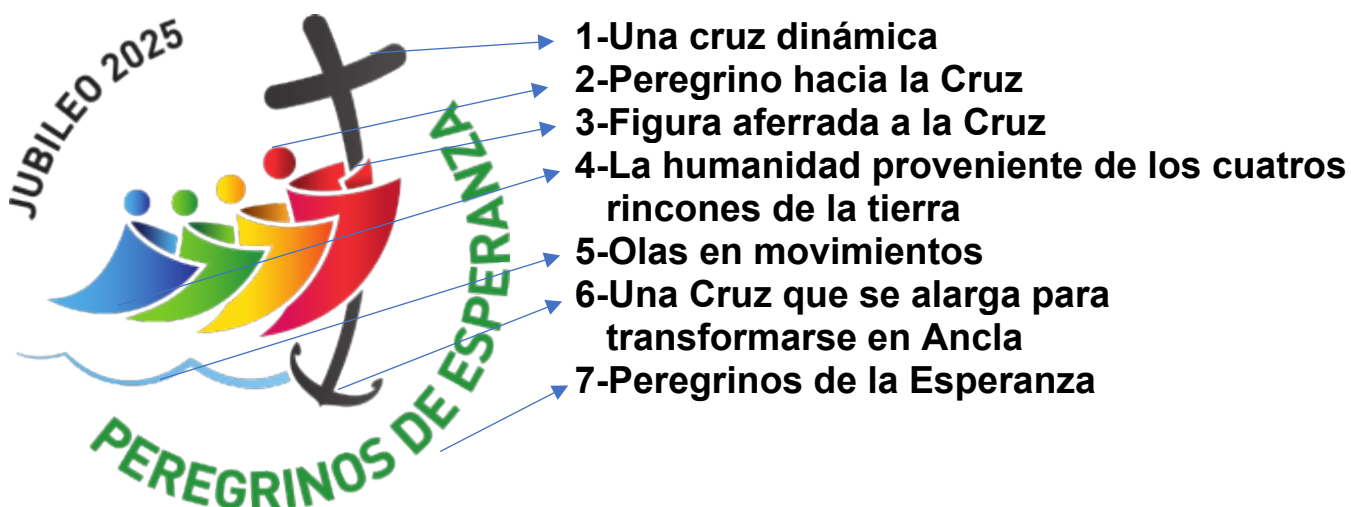 JUBILEO 2025
PEREGRINOS DE ESPERANZA
1-Una cruz dinámica
2-Peregrino hacia la Cruz
3-Figura aferrada a la Cruz
4-La humanidad proveniente de los cuatros
rincones de la tierra
5-Olas en movimientos
6-Una Cruz que se alarga para
transformarse en Ancla
7-Peregrinos de la Esperanza